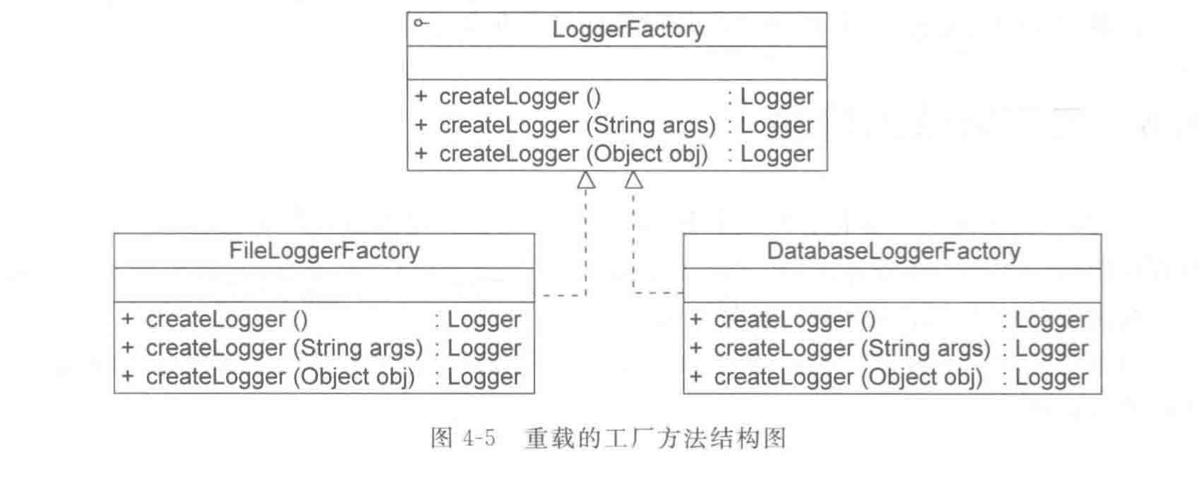 LoggerFactory
+ createLogger () : Logger
+ createLogger (String args) : Logger
+ createLogger (Object obj) : Logger
FileLoggerFactory
+ createLogger () : Logger
+ createLogger (String args) : Logger
+ createLogger (Object obj) : Logger
DatabaseLoggerFactory
+ createLogger () : Logger
+ createLogger (String args) : Logger
+ createLogger (Object obj) : Logger
图 4-5 重载的工厂方法结构图